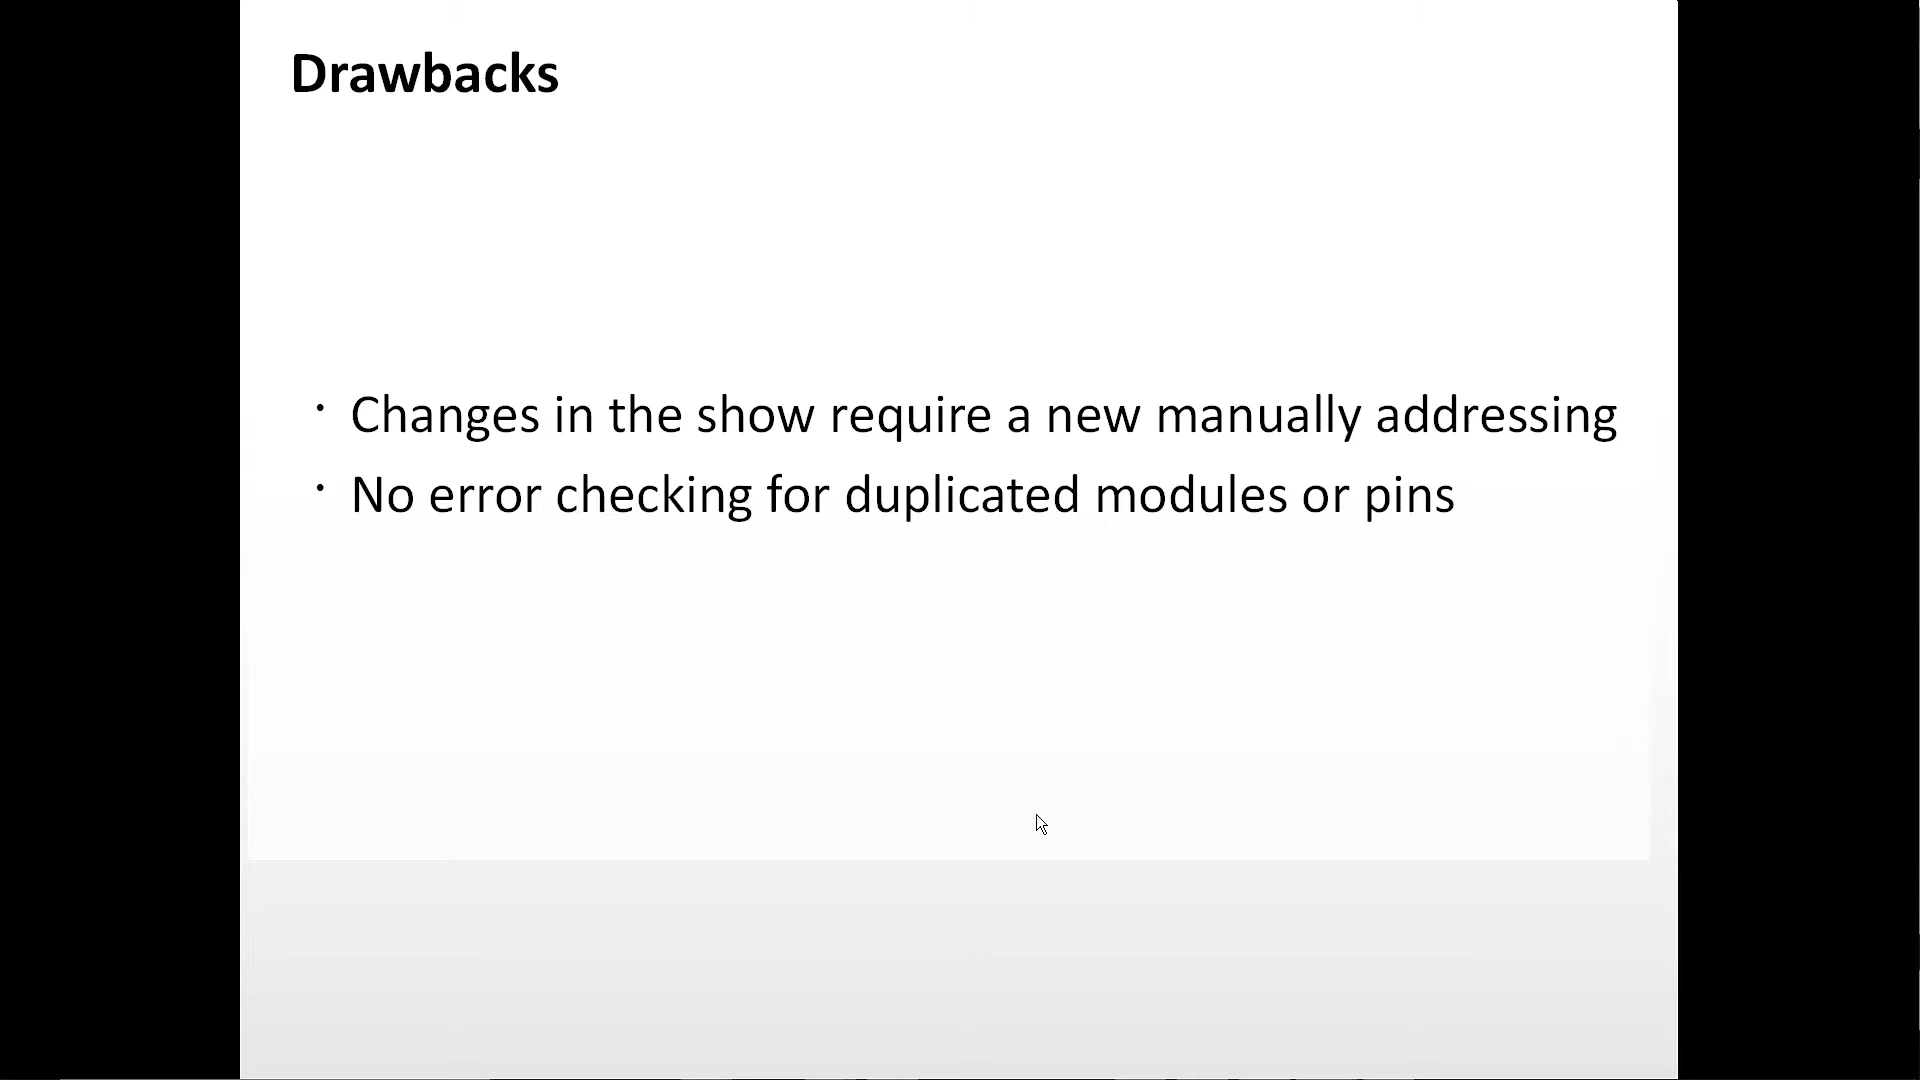 Drawbacks
· Changes in the show require a new manually addressing
· No error checking for duplicated modules or pins